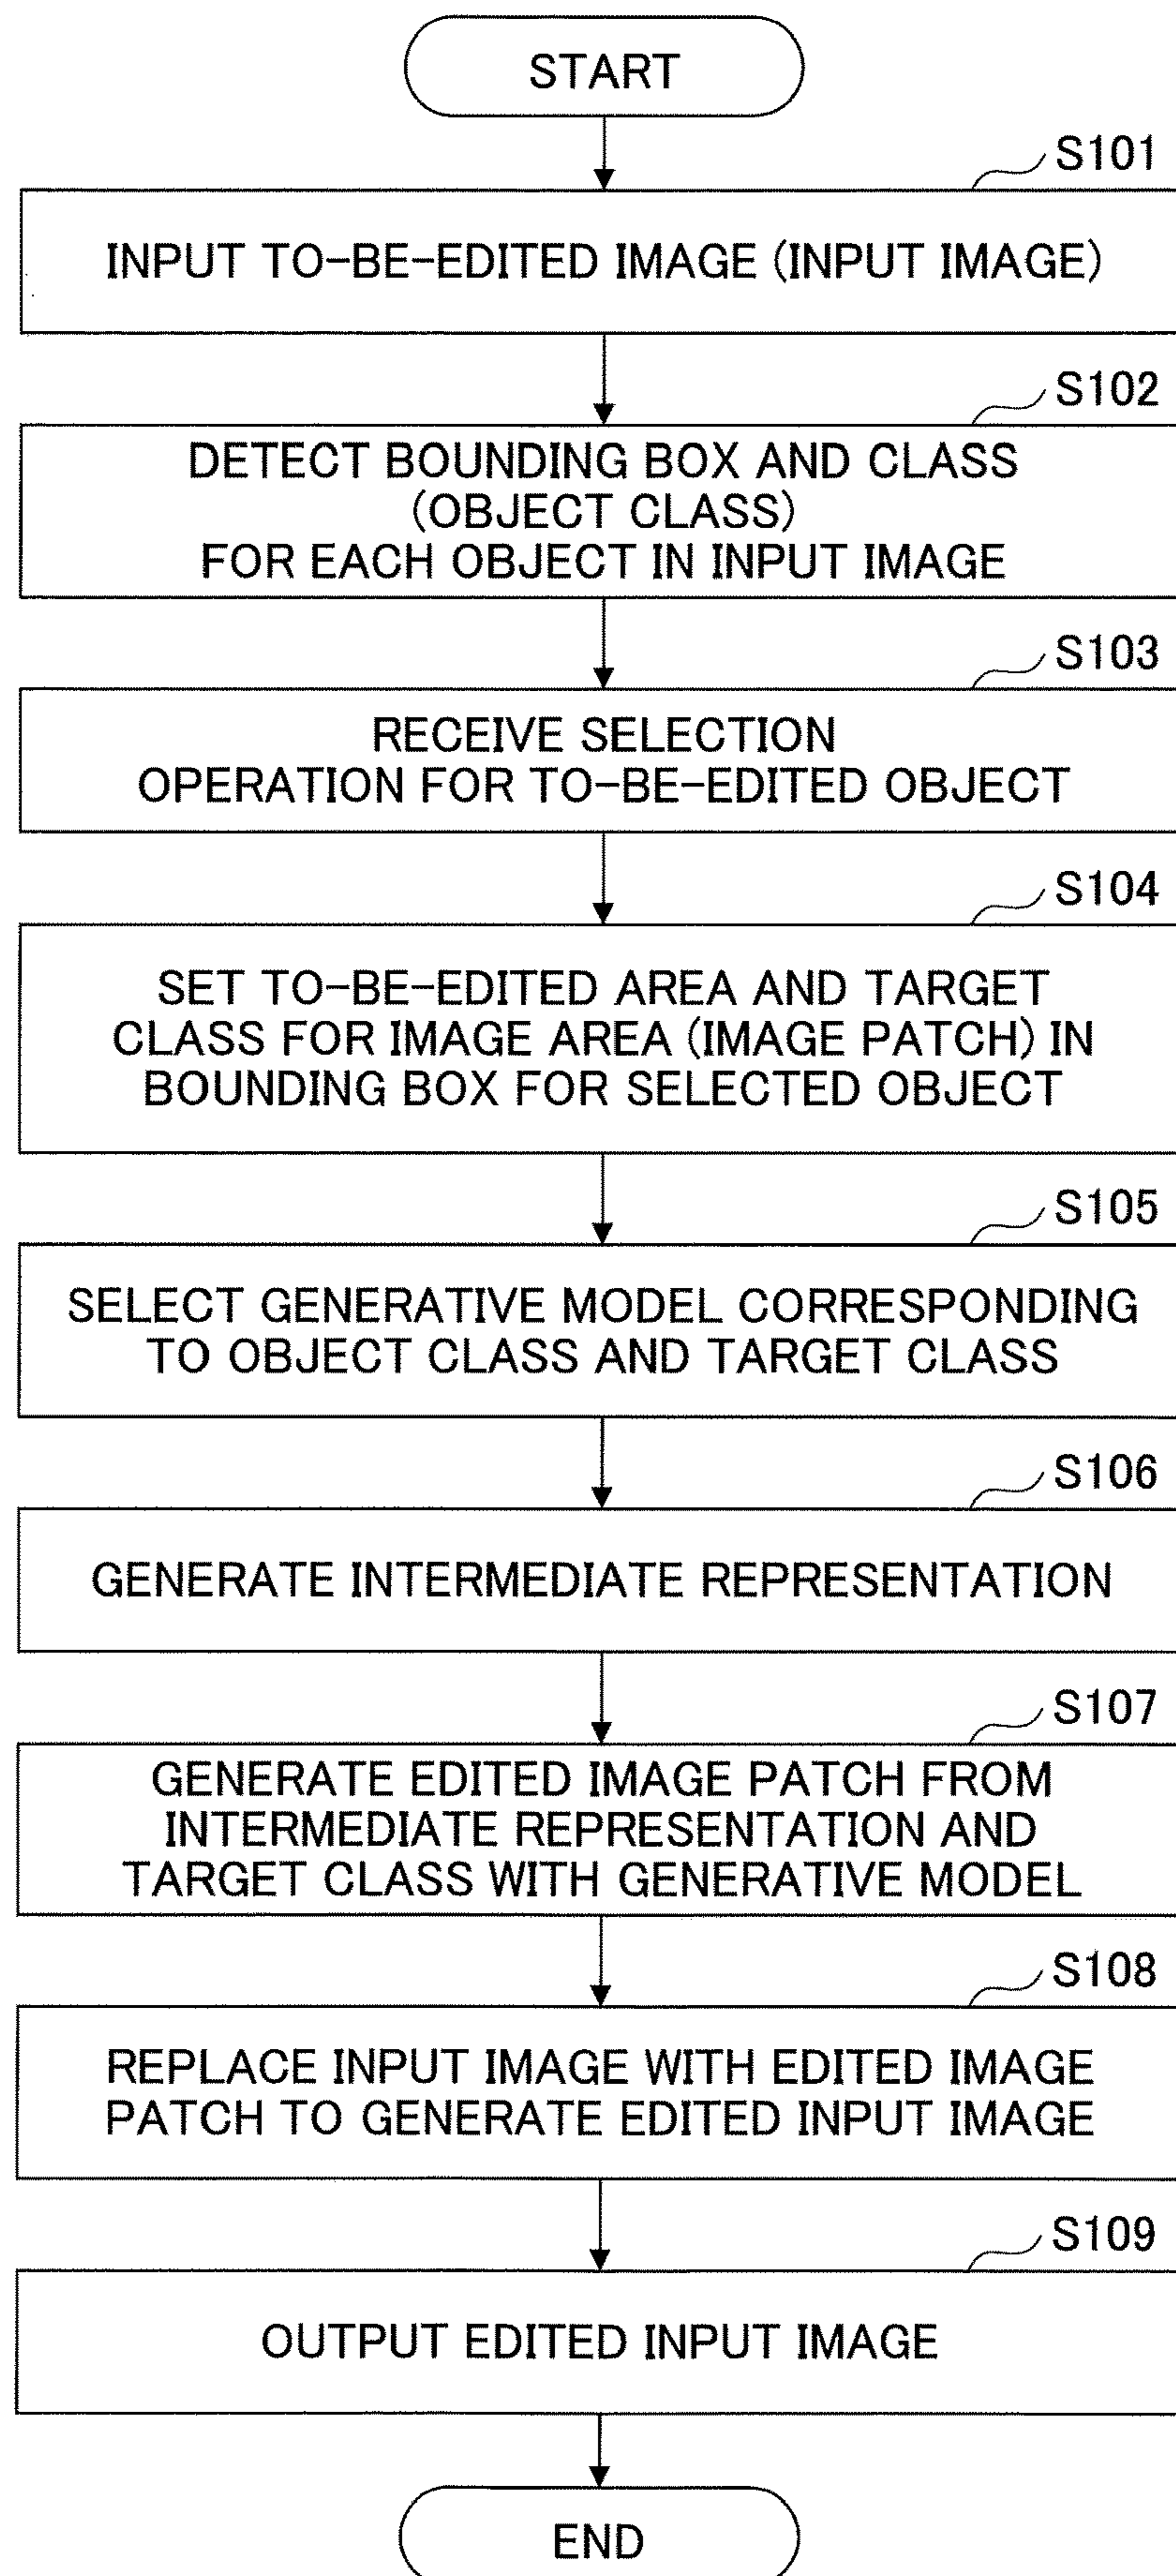 START
S101
INPUT TO-BE-EDITED IMAGE (INPUT IMAGE)
S102
DETECT BOUNDING BOX AND CLASS
(OBJECT CLASS)
FOR EACH OBJECT IN INPUT IMAGE
S103
RECEIVE SELECTION
OPERATION FOR TO-BE-EDITED OBJECT
S104
SET TO-BE-EDITED AREA AND TARGET
CLASS FOR IMAGE AREA (IMAGE PATCH) IN
BOUNDING BOX FOR SELECTED OBJECT
S105
SELECT GENERATIVE MODEL CORRESPONDING
TO OBJECT CLASS AND TARGET CLASS
S106
GENERATE INTERMEDIATE REPRESENTATION
S107
GENERATE EDITED IMAGE PATCH FROM
INTERMEDIATE REPRESENTATION AND
TARGET CLASS WITH GENERATIVE MODEL
S108
REPLACE INPUT IMAGE WITH EDITED IMAGE
PATCH TO GENERATE EDITED INPUT IMAGE
S109
OUTPUT EDITED INPUT IMAGE
END